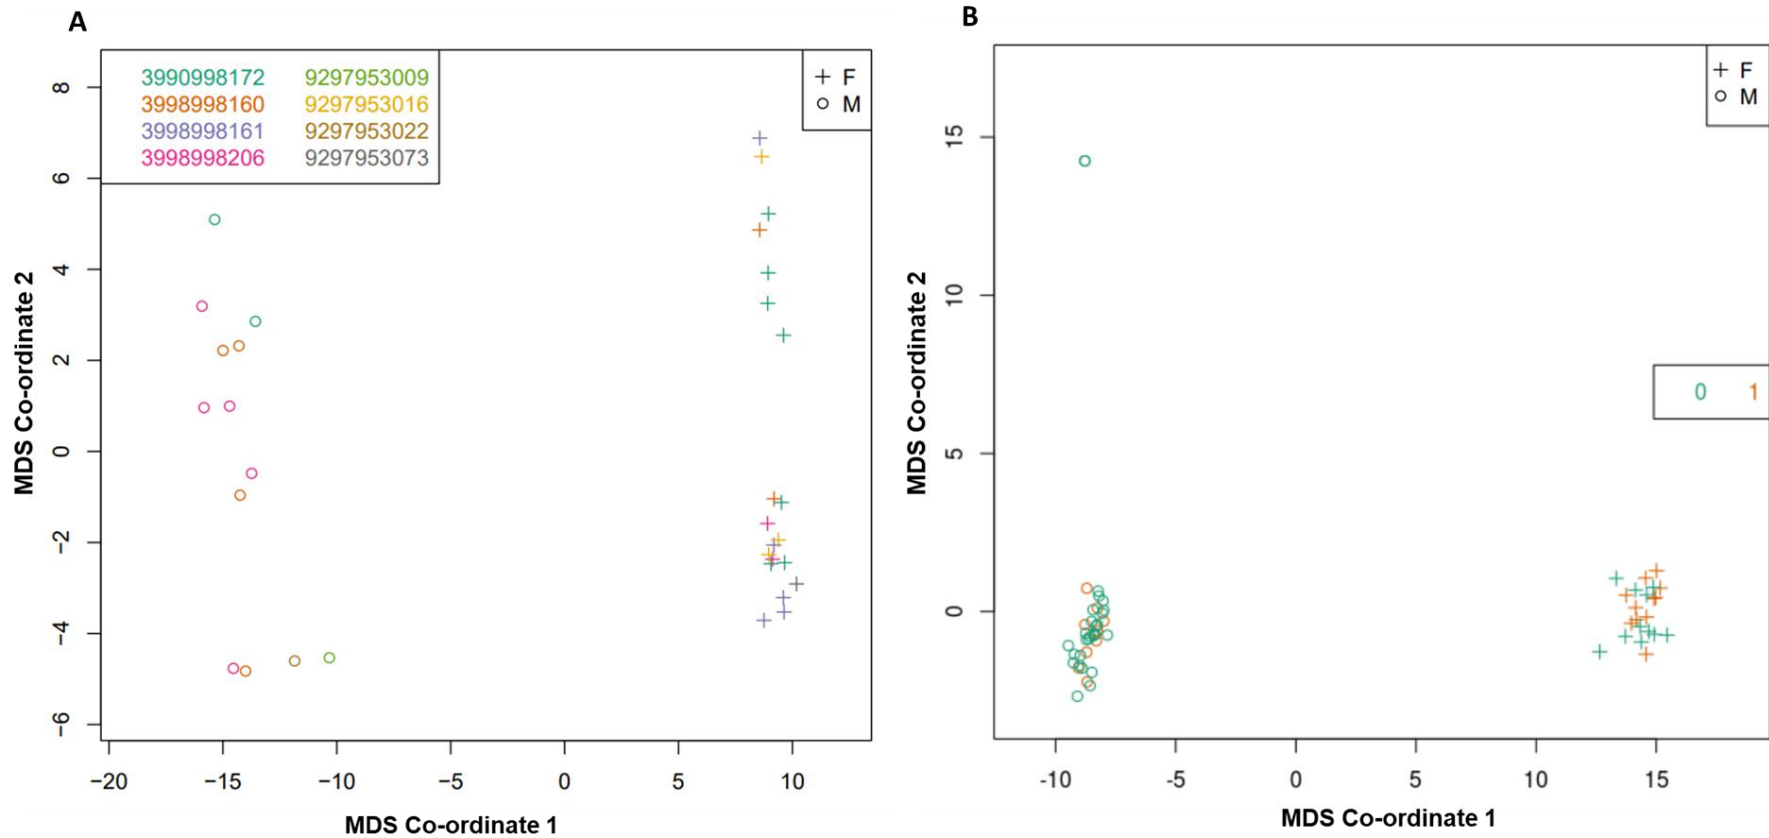 A
3990998172 9297953009
3998998160 9297953016
3998998161 9297953022
3998998206 9297953073
F
M
8
6
4
2
0
−2
−4
−6
MDS Co-ordinate 2
−20 −15 −10 −5 0 5 10
MDS Co-ordinate 1
B
F
M
0 1
15
10
5
0
MDS Co-ordinate 2
-10 -5 0 5 10 15
MDS Co-ordinate 1